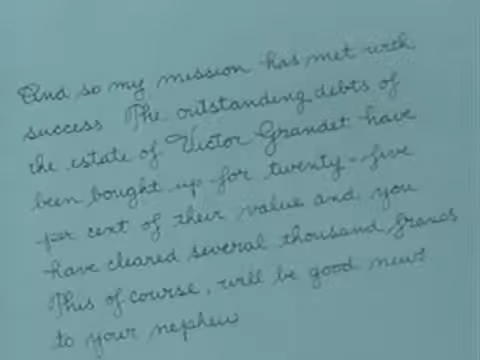 And so my mission has met with
success The outstanding debts of
the estate of Victor Grandet have
been bought up for twenty-five
per cent of their value and you
have cleared several thousand francs
This of course, will be good news
to your nephew